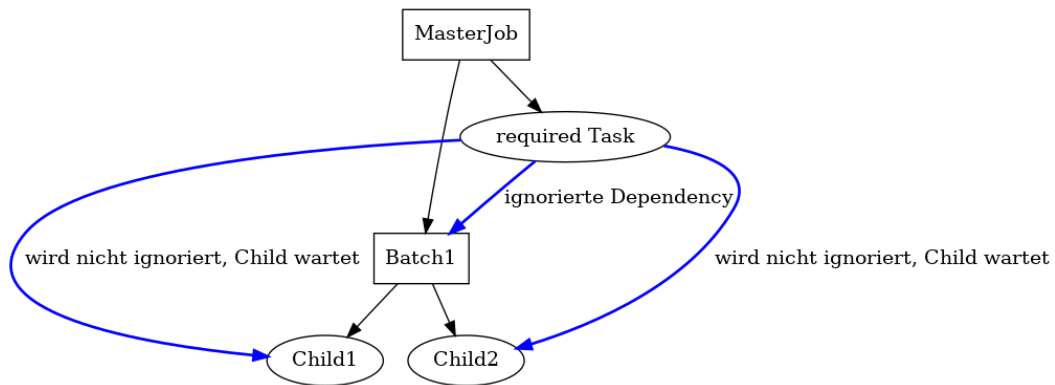 MasterJob
required Task
ignorierte Dependency
wird nicht ignoriert, Child wartet
Batch1
wird nicht ignoriert, Child wartet
Child1
Child2